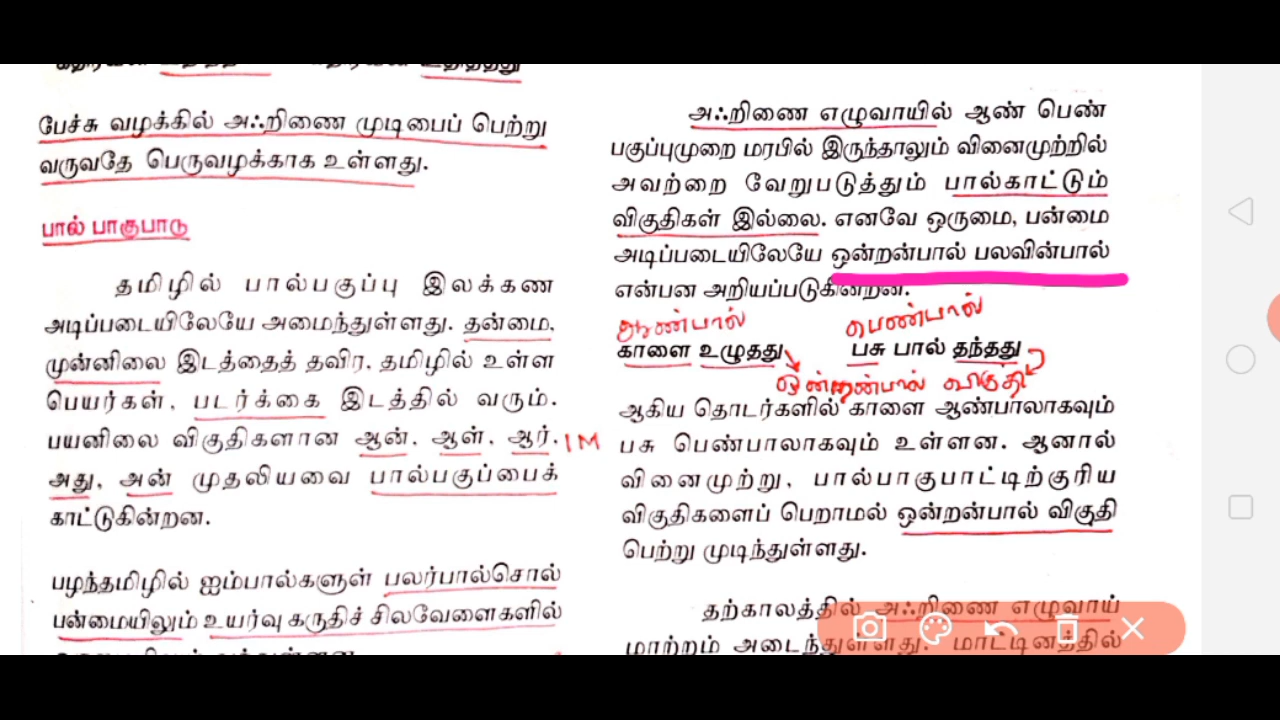 பேச்சு வழக்கில் அஃறிணை முடிபைப் பெற்று
வருவதே பெருவழக்காக உள்ளது.
பால் பாகுபாடு
தமிழில் பால்பகுப்பு இலக்கண
அடிப்படையிலேயே அமைந்துள்ளது. தன்மை,
முன்னிலை இடத்தைத் தவிர, தமிழில் உள்ள
பெயர்கள், படர்க்கை இடத்தில் வரும்.
பயனிலை விகுதிகளான ஆன், ஆள், ஆர், 1M
அது, அன் முதலியவை பால்பகுப்பைக்
காட்டுகின்றன.
பழந்தமிழில் ஐம்பால்களுள் பலர்பால்சொல்
பன்மையிலும் உயர்வு கருதிச் சிலவேளைகளில்
அஃறிணை எழுவாயில் ஆண் பெண்
பகுப்புமுறை மரபில் இருந்தாலும் வினைமுற்றில்
அவற்றை வேறுபடுத்தும் பால்காட்டும்
விகுதிகள் இல்லை. எனவே ஒருமை, பன்மை
அடிப்படையிலேயே ஒன்றன்பால் பலவின்பால்
என்பன அறியப்படுகின்றன.
ஆண்பால் பெண்பால்
காளை உழுதது பசு பால் தந்தது
ஒன்றன்பால் விகுதி
ஆகிய தொடர்களில் காளை ஆண்பாலாகவும்
பசு பெண்பாலாகவும் உள்ளன. ஆனால்
வினைமுற்று, பால்பாகுபாட்டிற்குரிய
விகுதிகளைப் பெறாமல் ஒன்றன்பால் விகுதி
பெற்று முடிந்துள்ளது.
தற்காலத்தில் அஃறிணை எழுவாய்
மாற்றம் அடைந்துள்ளது. மாட்டினத்தில்